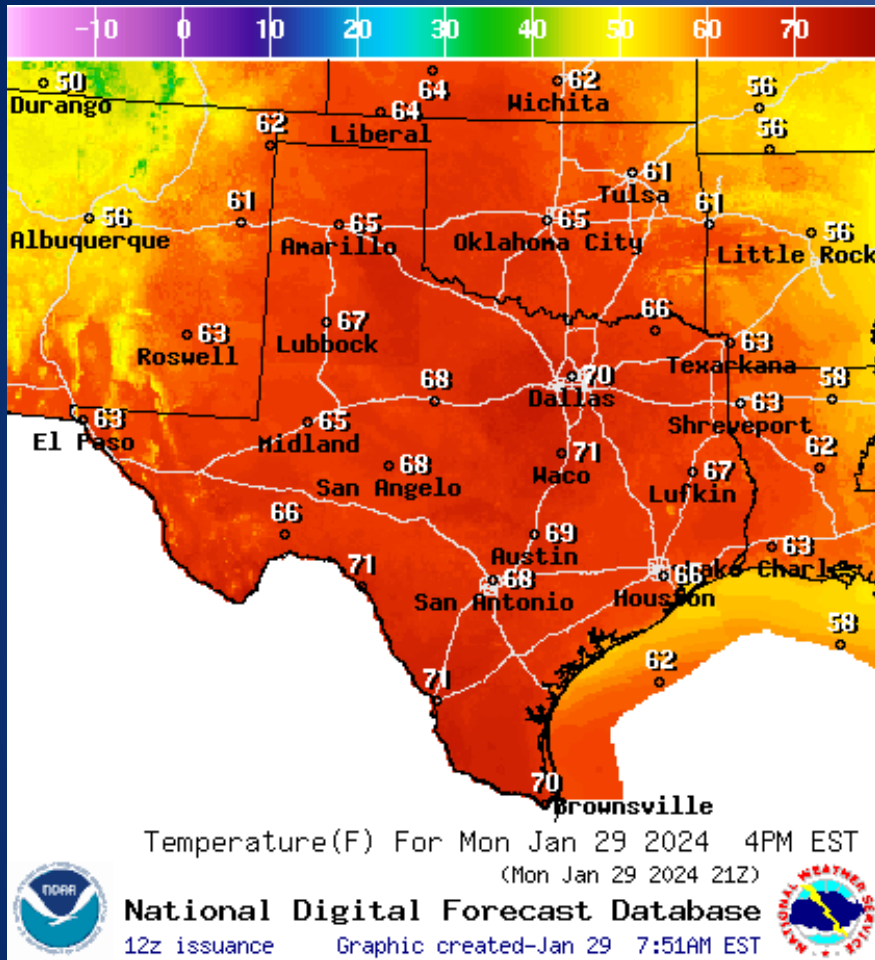 -10 0 10 20 30 40 50 60 70
50
Durango
64
62
Wichita
56
64
Liberal
62
56
61
Tulsa
56
Albuquerque
61
65
Amarillo
65
Oklahoma City
61
56
Little Rock
63
Roswell
67
Lubbock
66
63
Texarkana
70
Dallas
68
63
Shreveport
58
63
El Paso
65
Midland
68
San Angelo
71
Waco
67
Lufkin
62
66
69
Austin
63
Lake Charles
71
68
San Antonio
66
Houston
58
62
71
70
Brownsville
Temperature(F) For Mon Jan 29 2024 4PM EST
(Mon Jan 29 2024 21Z)
NOAA
National Digital Forecast Database
12z issuance Graphic created-Jan 29 7:51AM EST
NATIONAL WEATHER SERVICE